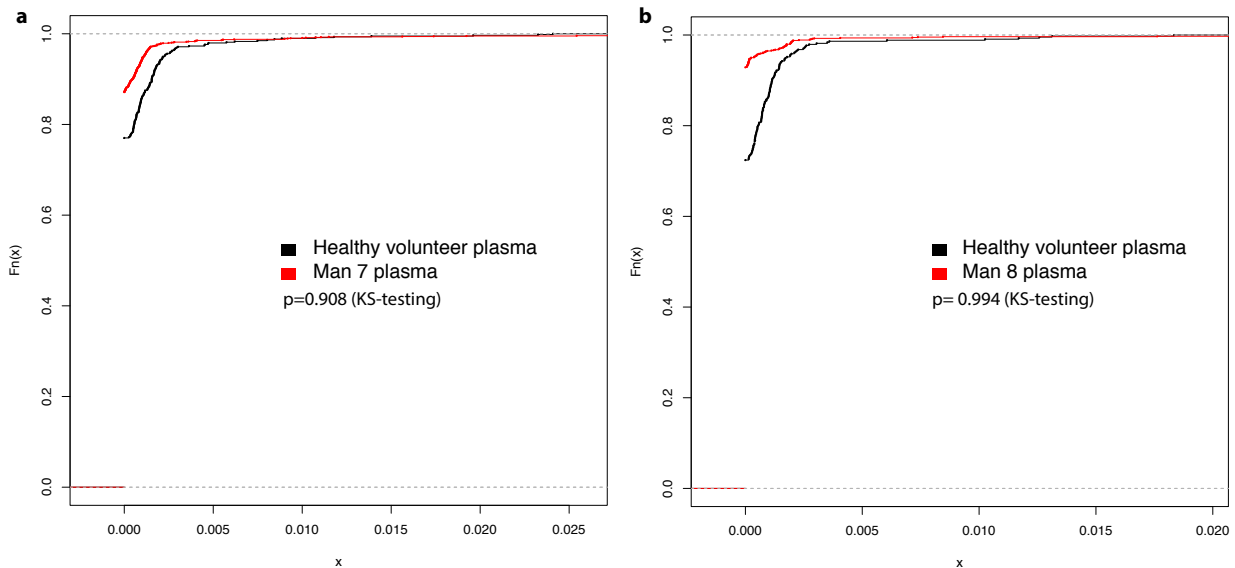 a
1.0
0.8
0.6
0.4
0.2
0.0
Fn(x)
Healthy volunteer plasma
Man 7 plasma
p=0.908 (KS-testing)
0.000 0.005 0.010 0.015 0.020 0.025
x
b
1.0
0.8
0.6
0.4
0.2
0.0
Fn(x)
Healthy volunteer plasma
Man 8 plasma
p= 0.994 (KS-testing)
0.000 0.005 0.010 0.015 0.020
x